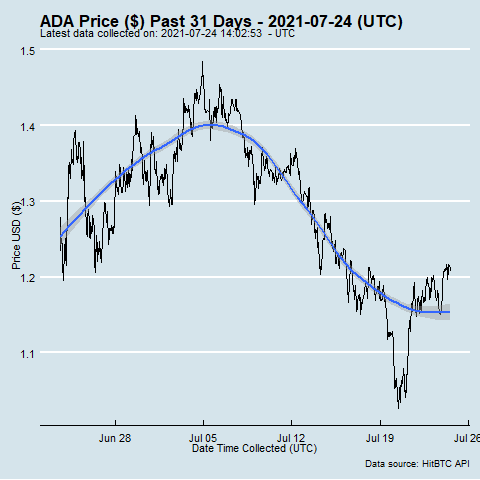 ADA Price ($) Past 31 Days - 2021-07-24 (UTC)
Latest data collected on: 2021-07-24 14:02:53 - UTC
1.5
1.4
1.3
1.2
1.1
Price USD ($)
Jun 28
Jul 05
Jul 12
Jul 19
Jul 26
Date Time Collected (UTC)
Data source: HitBTC API